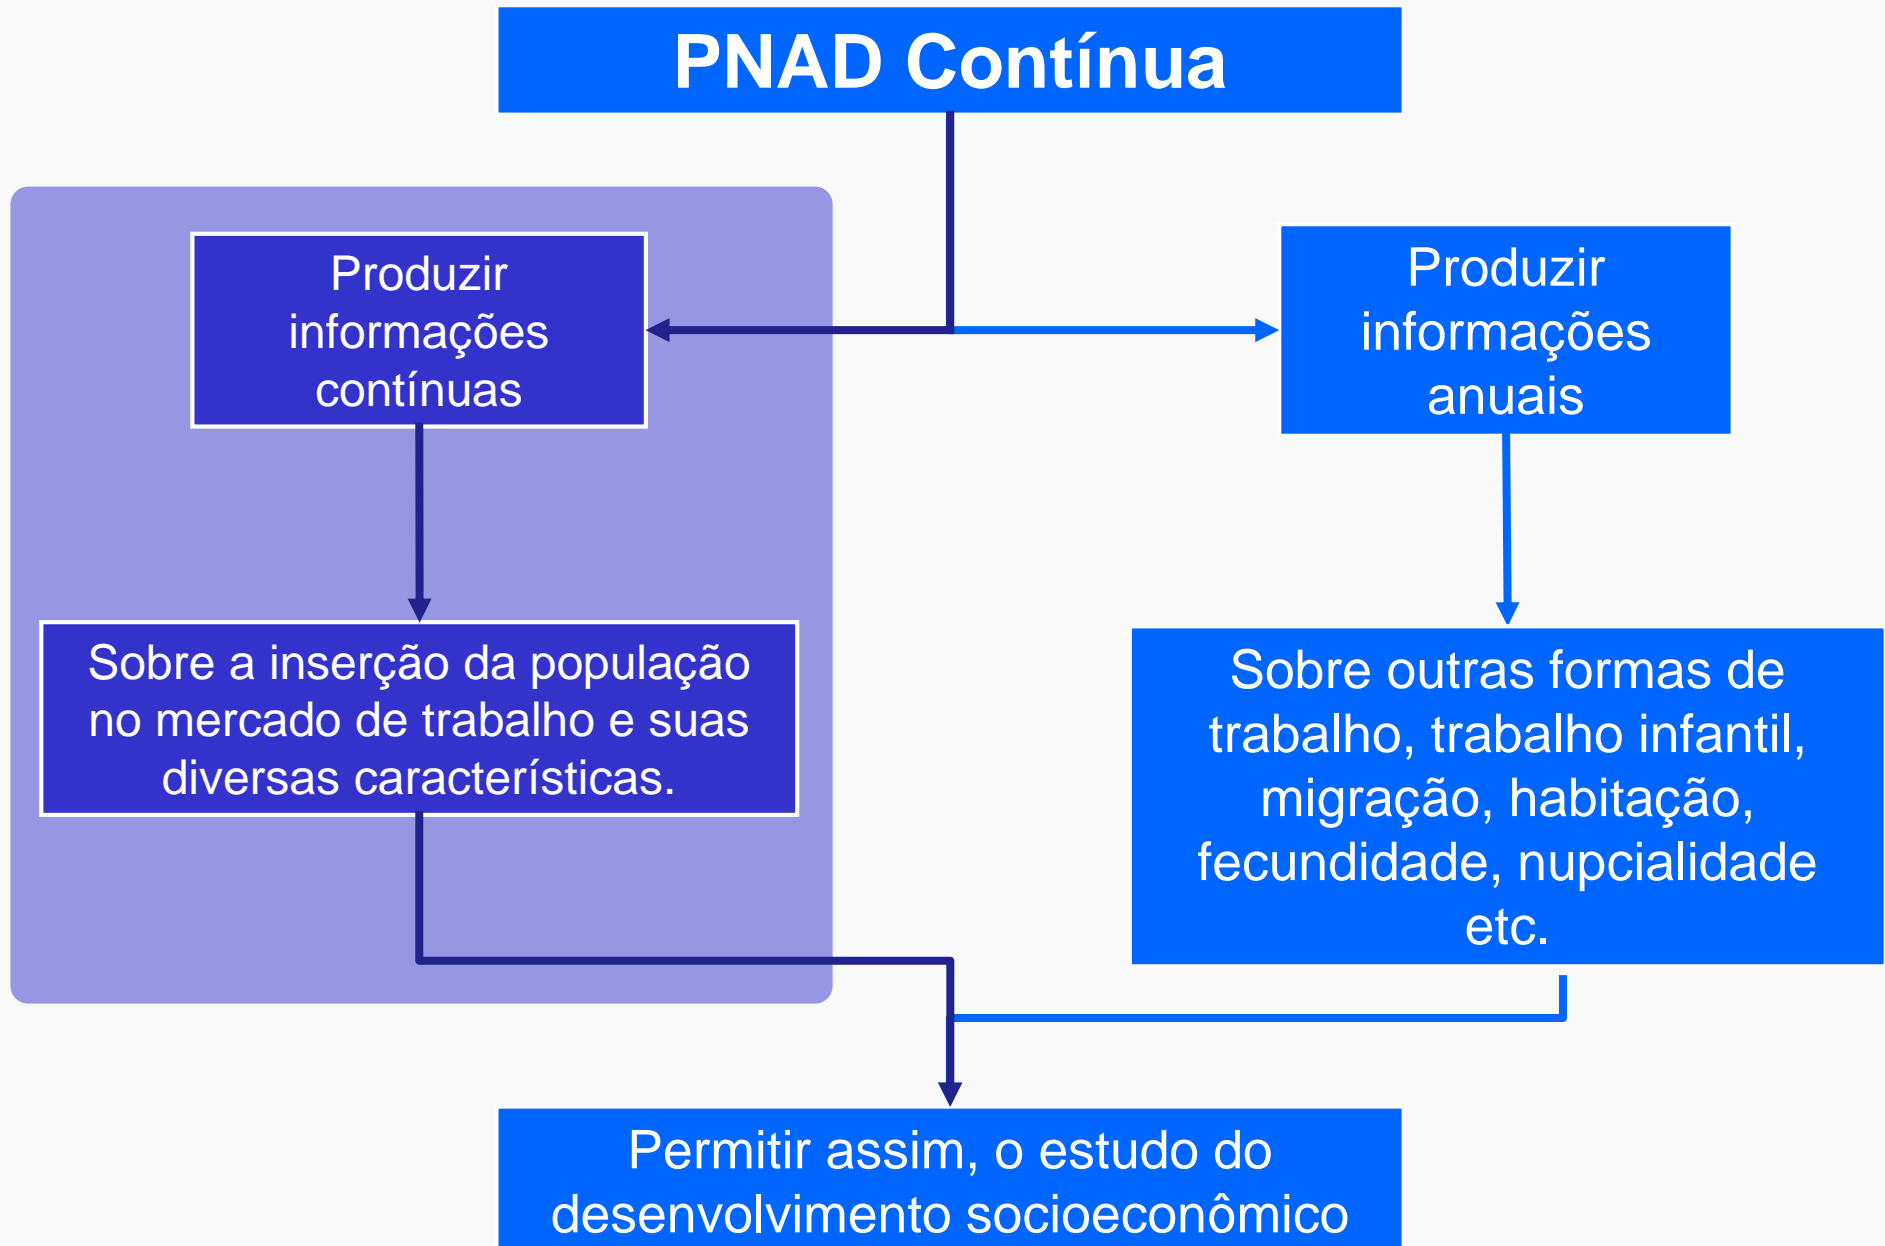 PNAD Contínua
Produzir
informações
contínuas
Produzir
informações
anuais
Sobre a inserção da população
no mercado de trabalho e suas
diversas características.
Sobre outras formas de
trabalho, trabalho infantil,
migração, habitação,
fecundidade, nupcialidade
etc.
Permitir assim, o estudo do
desenvolvimento socioeconômico